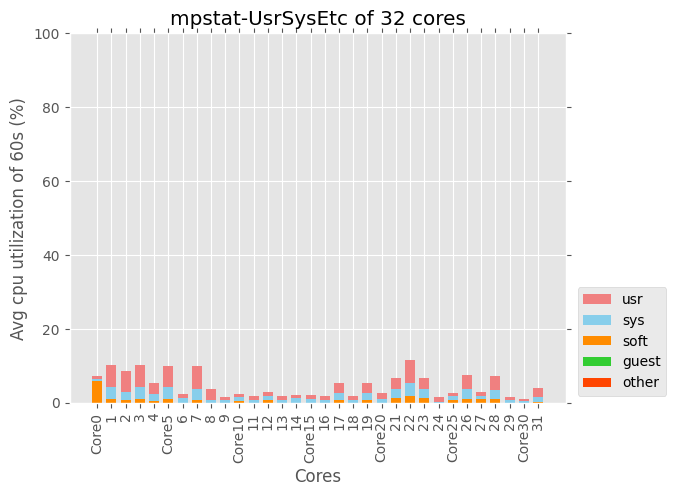 mpstat-UsrSysEtc of 32 cores
Avg cpu utilization of 60s (%)
100
80
60
40
20
0
Core0
1
2
3
4
Core5
6
7
8
9
Core10
11
12
13
14
Core15
16
17
18
19
Core20
21
22
23
24
Core25
26
27
28
29
Core30
31
Cores
usr
sys
soft
guest
other